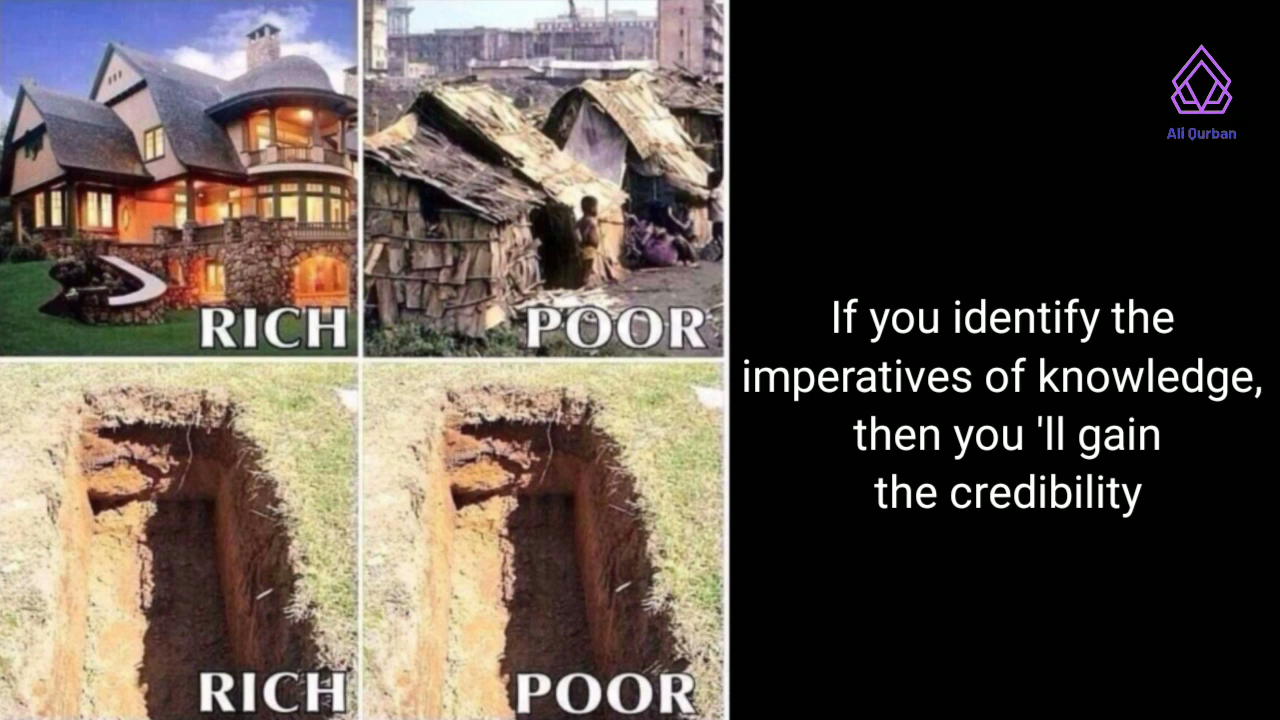 RICH
POOR
RICH
POOR
Ali Qurban
If you identify the
imperatives of knowledge,
then you 'll gain
the credibility